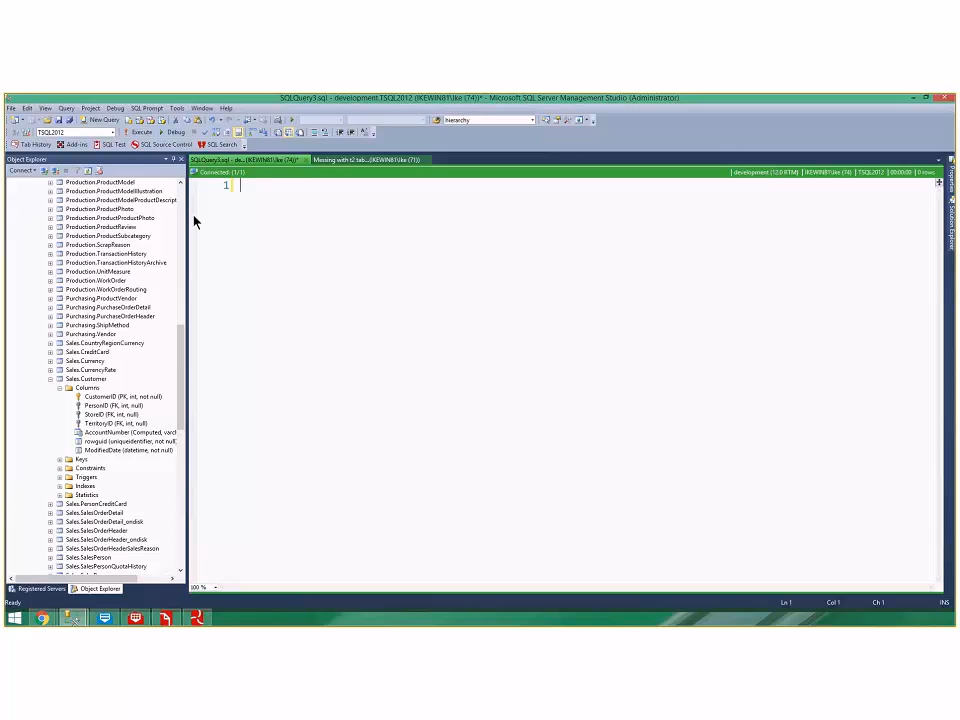 SQLQuery3.sql - development.TSQL2012 (IKEWIN81\Ike (74))* - Microsoft SQL Server Management Studio (Administrator)
File Edit View Query Project Debug SQL Prompt Tools Window Help
New Query hierarchy
TSQL2012 Execute Debug
Tab History Add-ins SQL Test SQL Source Control SQL Search
Object Explorer
SQLQuery3.sql - de...(IKEWIN81\Ike (74))* Messing with t2 tab...(IKEWIN81\Ike (71))
Connect
Connected. (1/1) development (12.0 RTM) IKEWIN81\Ike (74) TSQL2012 00:00:00 0 rows
Properties
Solution Explorer
1
Production.ProductModel
Production.ProductModelIllustration
Production.ProductModelProductDescript
Production.ProductPhoto
Production.ProductProductPhoto
Production.ProductReview
Production.ProductSubcategory
Production.ScrapReason
Production.TransactionHistory
Production.TransactionHistoryArchive
Production.UnitMeasure
Production.WorkOrder
Production.WorkOrderRouting
Purchasing.ProductVendor
Purchasing.PurchaseOrderDetail
Purchasing.PurchaseOrderHeader
Purchasing.ShipMethod
Purchasing.Vendor
Sales.CountryRegionCurrency
Sales.CreditCard
Sales.Currency
Sales.CurrencyRate
Sales.Customer
Columns
CustomerID (PK, int, not null)
PersonID (FK, int, null)
StoreID (FK, int, null)
TerritoryID (FK, int, null)
AccountNumber (Computed, varc
rowguid (uniqueidentifier, not null
ModifiedDate (datetime, not null)
Keys
Constraints
Triggers
Indexes
Statistics
Sales.PersonCreditCard
Sales.SalesOrderDetail
Sales.SalesOrderDetail_ondisk
Sales.SalesOrderHeader
Sales.SalesOrderHeader_ondisk
Sales.SalesOrderHeaderSalesReason
Sales.SalesPerson
Sales.SalesPersonQuotaHistory
100 %
Registered Servers Object Explorer
Ready Ln 1 Col 1 Ch 1 INS